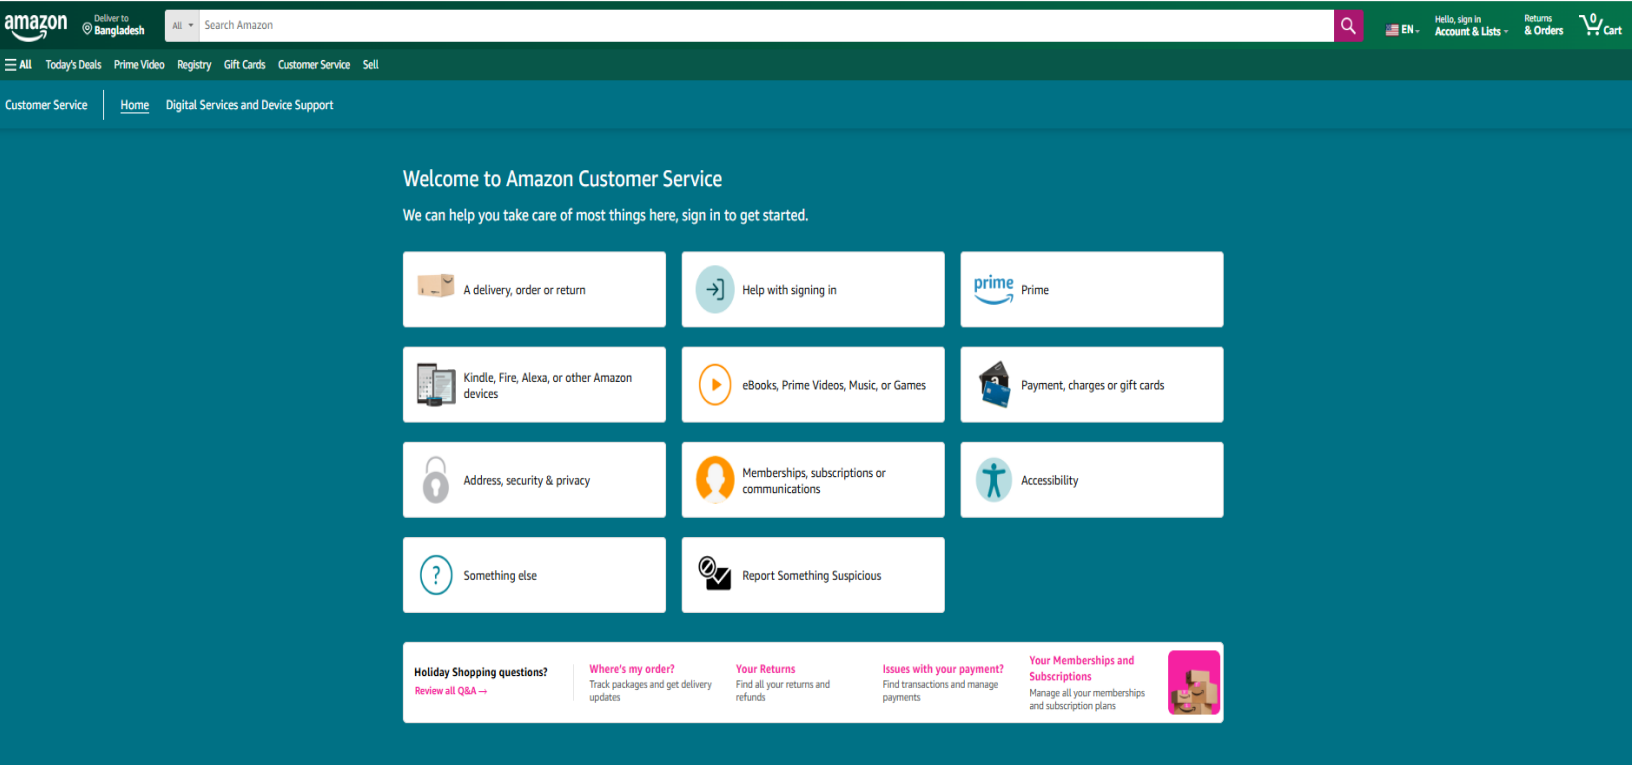 amazon
Deliver to
Bangladesh
All
Search Amazon
EN
Hello, sign in
Account & Lists
Returns
& Orders
0
Cart
All
Today's Deals
Prime Video
Registry
Gift Cards
Customer Service
Sell
Customer Service
Home
Digital Services and Device Support
Welcome to Amazon Customer Service
We can help you take care of most things here, sign in to get started.
A delivery, order or return
Help with signing in
prime
Prime
Kindle, Fire, Alexa, or other Amazon
devices
eBooks, Prime Videos, Music, or Games
Payment, charges or gift cards
Address, security & privacy
Memberships, subscriptions or
communications
Accessibility
?
Something else
Report Something Suspicious
Holiday Shopping questions?
Review all Q&A →
Where's my order?
Track packages and get delivery
updates
Your Returns
Find all your returns and
refunds
Issues with your payment?
Find transactions and manage
payments
Your Memberships and
Subscriptions
Manage all your memberships
and subscription plans